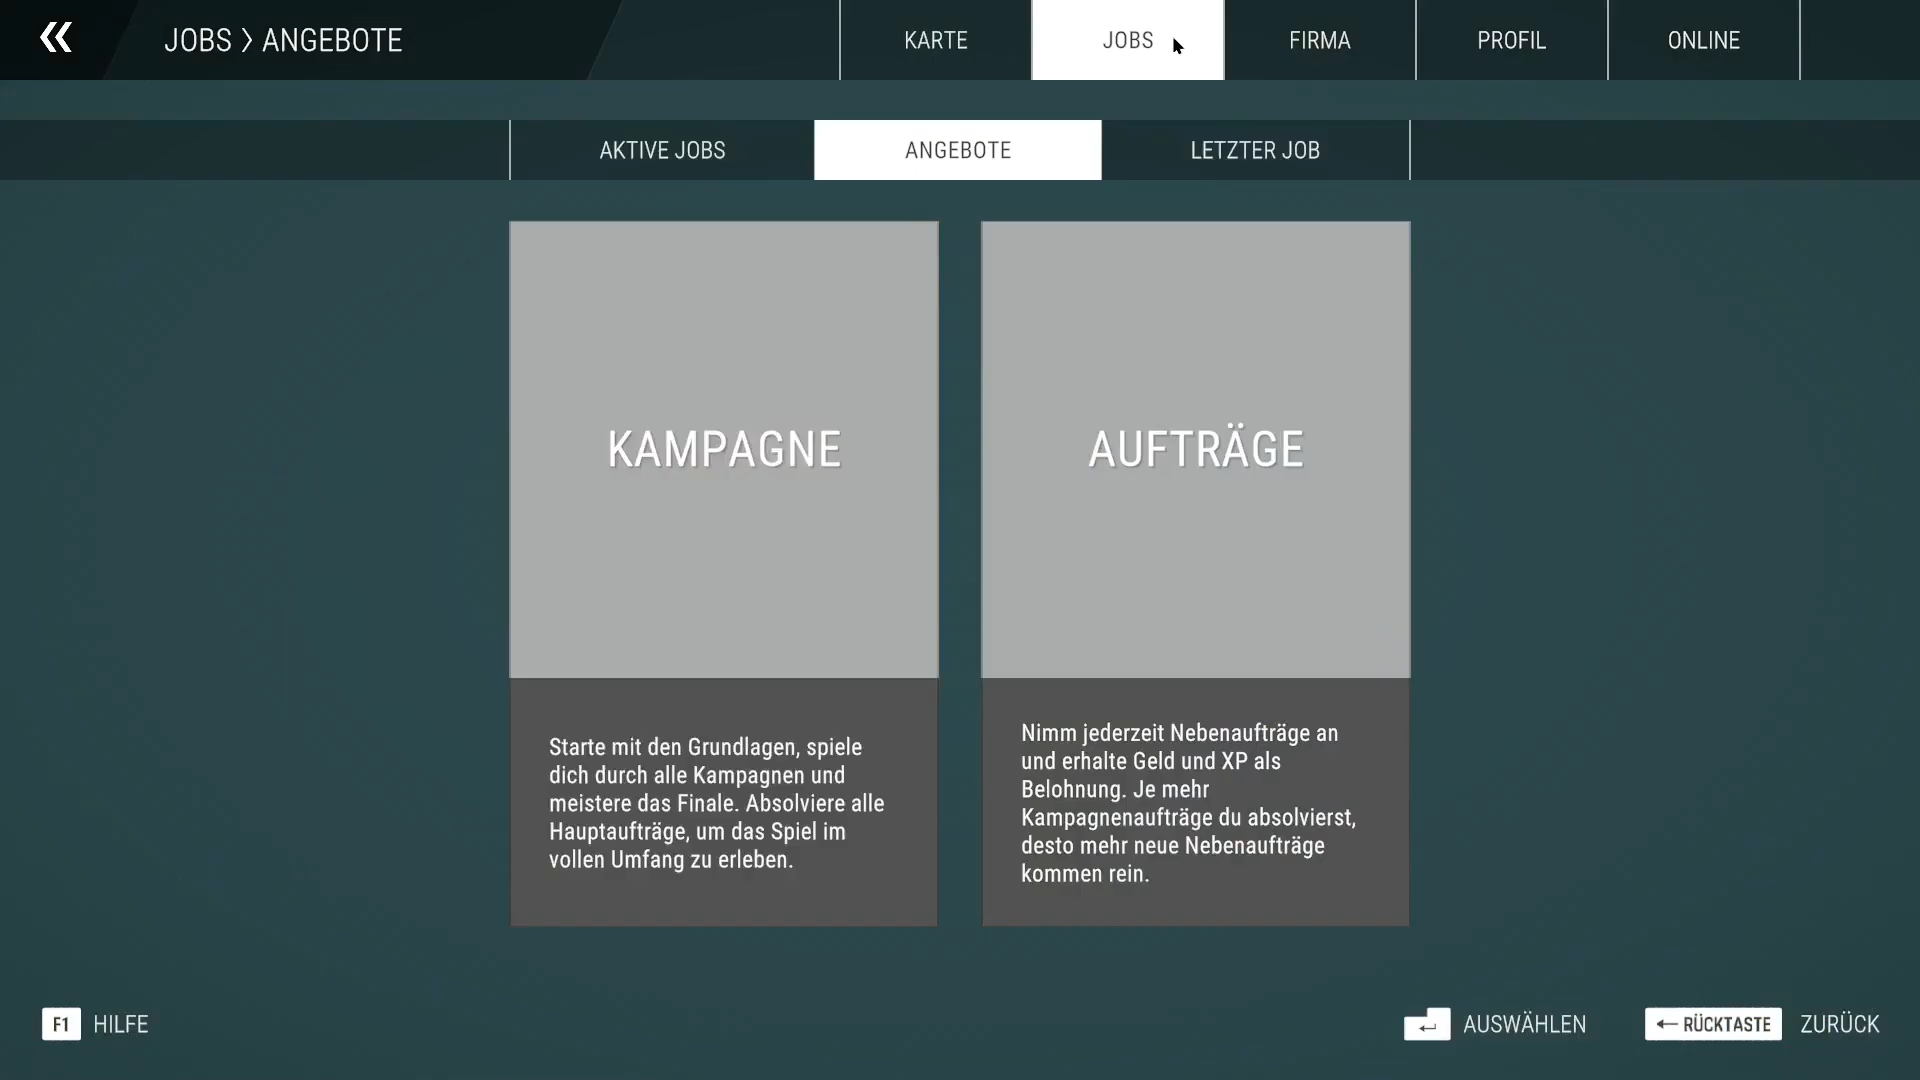 JOBS > ANGEBOTE
KARTE
JOBS
FIRMA
PROFIL
ONLINE
AKTIVE JOBS
ANGEBOTE
LETZTER JOB
KAMPAGNE
Starte mit den Grundlagen, spiele
dich durch alle Kampagnen und
meistere das Finale. Absolviere alle
Hauptaufträge, um das Spiel im
vollen Umfang zu erleben.
AUFTRÄGE
Nimm jederzeit Nebenaufträge an
und erhalte Geld und XP als
Belohnung. Je mehr
Kampagnenaufträge du absolvierst,
desto mehr neue Nebenaufträge
kommen rein.
F1 HILFE
AUSWÄHLEN
← RÜCKTASTE ZURÜCK